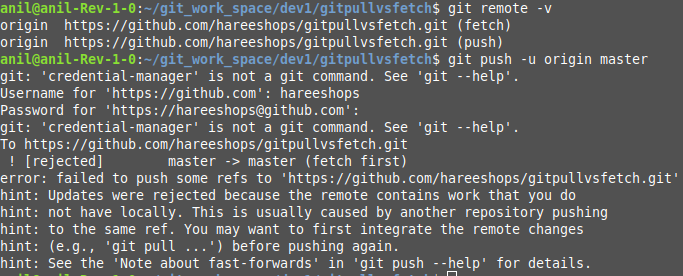 anil@anil-Rev-1-0:~/git_work_space/dev1/gitpullvsfetch$ git remote -v
origin  https://github.com/hareeshops/gitpullvsfetch.git (fetch)
origin  https://github.com/hareeshops/gitpullvsfetch.git (push)
anil@anil-Rev-1-0:~/git_work_space/dev1/gitpullvsfetch$ git push -u origin master
git: 'credential-manager' is not a git command. See 'git --help'.
Username for 'https://github.com': hareeshops
Password for 'https://hareeshops@github.com':
git: 'credential-manager' is not a git command. See 'git --help'.
To https://github.com/hareeshops/gitpullvsfetch.git
 ! [rejected]        master -> master (fetch first)
error: failed to push some refs to 'https://github.com/hareeshops/gitpullvsfetch.git'
hint: Updates were rejected because the remote contains work that you do
hint: not have locally. This is usually caused by another repository pushing
hint: to the same ref. You may want to first integrate the remote changes
hint: (e.g., 'git pull ...') before pushing again.
hint: See the 'Note about fast-forwards' in 'git push --help' for details.